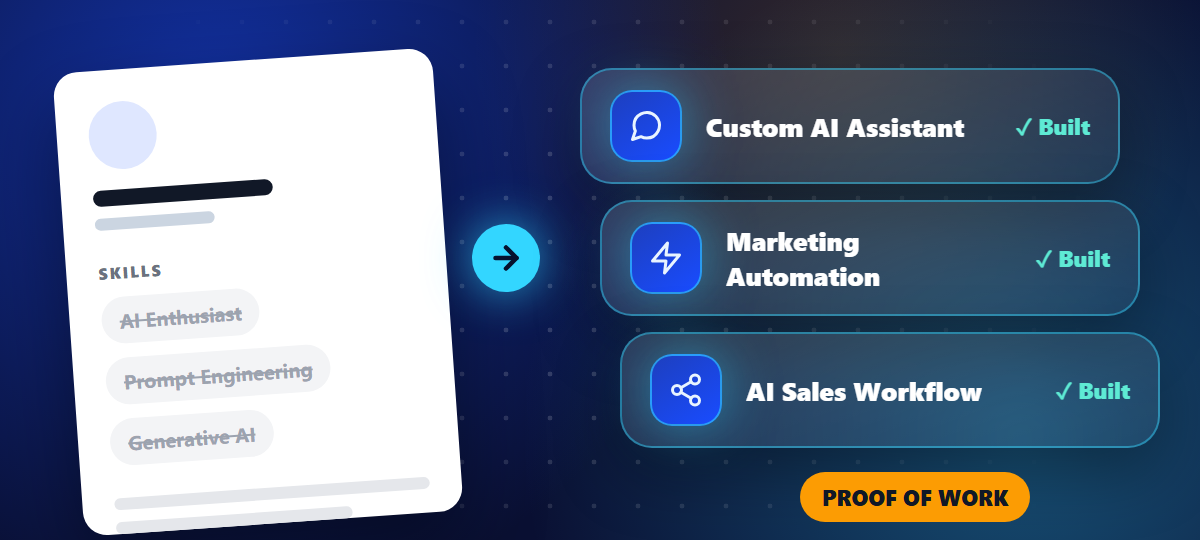 SKILLS
AI Enthusiast
Prompt Engineering
Generative AI
Custom AI Assistant
✓ Built
Marketing
Automation
✓ Built
AI Sales Workflow
✓ Built
PROOF OF WORK